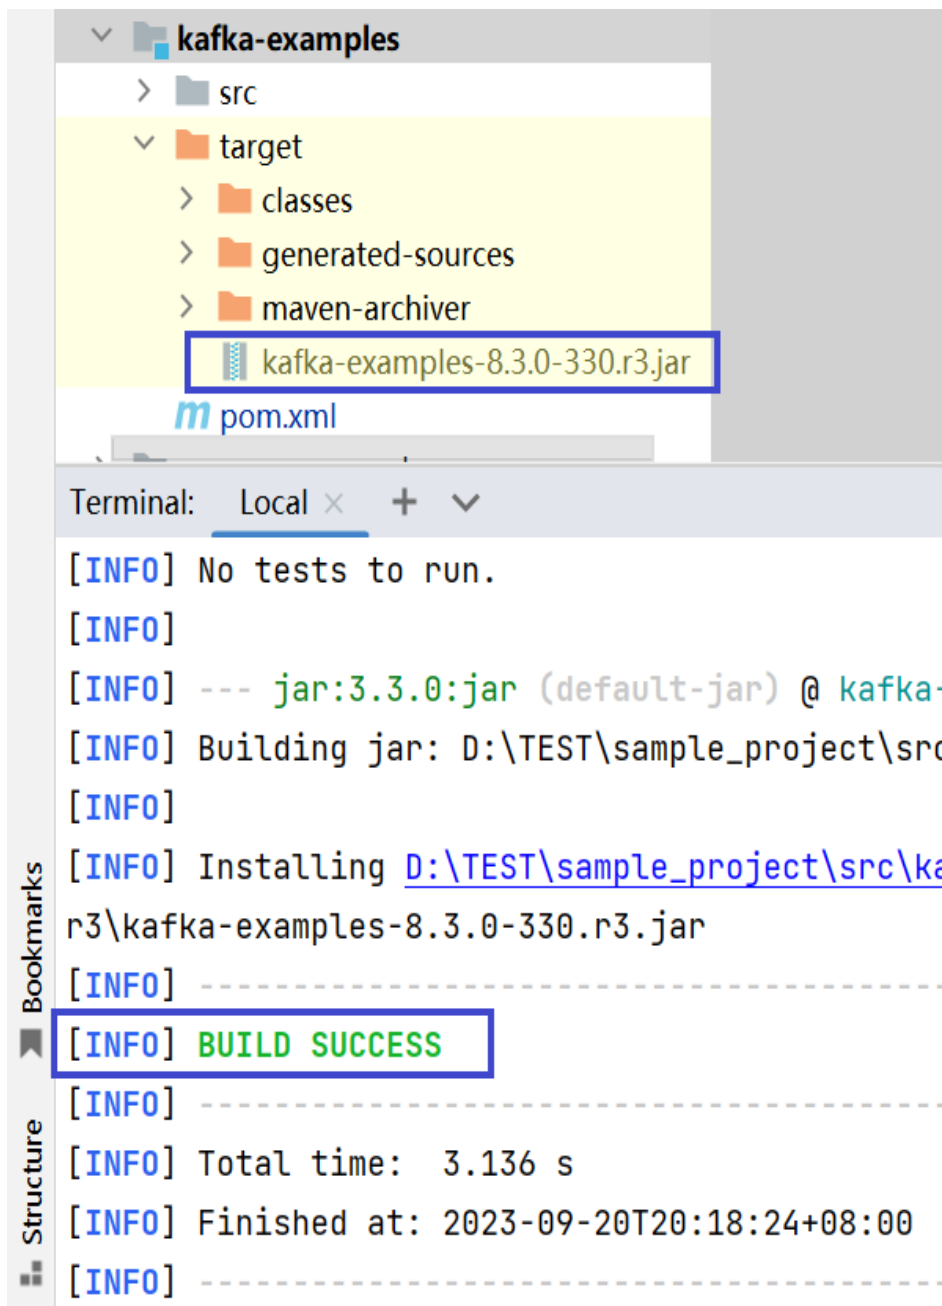 kafka-examples
src
target
classes
generated-sources
maven-archiver
kafka-examples-8.3.0-330.r3.jar
m pom.xml
Terminal: Local × + 
[INFO] No tests to run.
[INFO]
[INFO] --- jar:3.3.0:jar (default-jar) @ kafka-
[INFO] Building jar: D:\TEST\sample_project\src
[INFO]
[INFO] Installing D:\TEST\sample_project\src\ka
r3\kafka-examples-8.3.0-330.r3.jar
[INFO] ----------------------------------------
[INFO] BUILD SUCCESS
[INFO] ----------------------------------------
[INFO] Total time:  3.136 s
[INFO] Finished at: 2023-09-20T20:18:24+08:00
[INFO] ----------------------------------------
Bookmarks
Structure